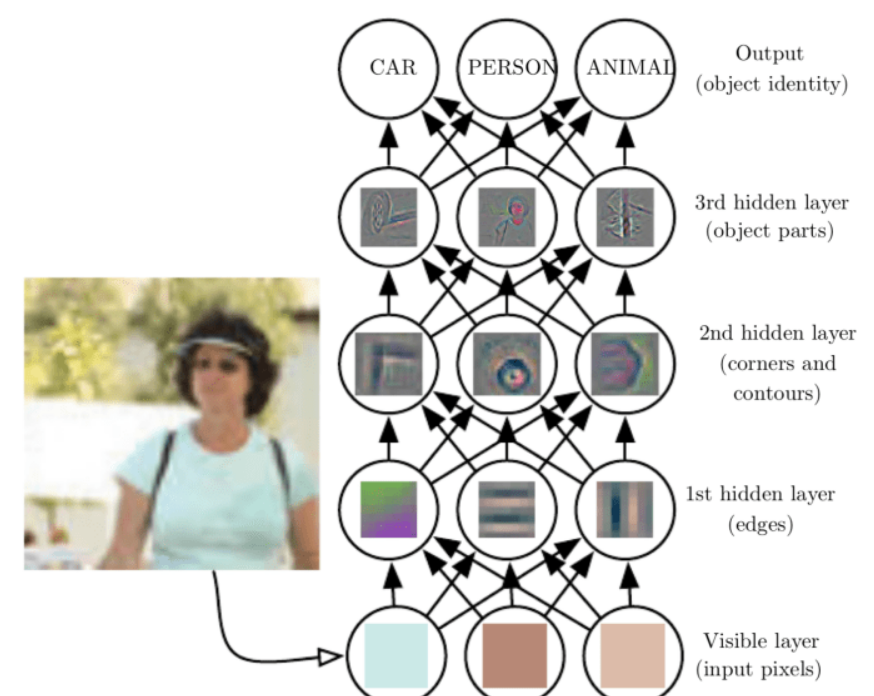 CAR PERSON ANIMAL
Output
(object identity)
3rd hidden layer
(object parts)
2nd hidden layer
(corners and
contours)
1st hidden layer
(edges)
Visible layer
(input pixels)